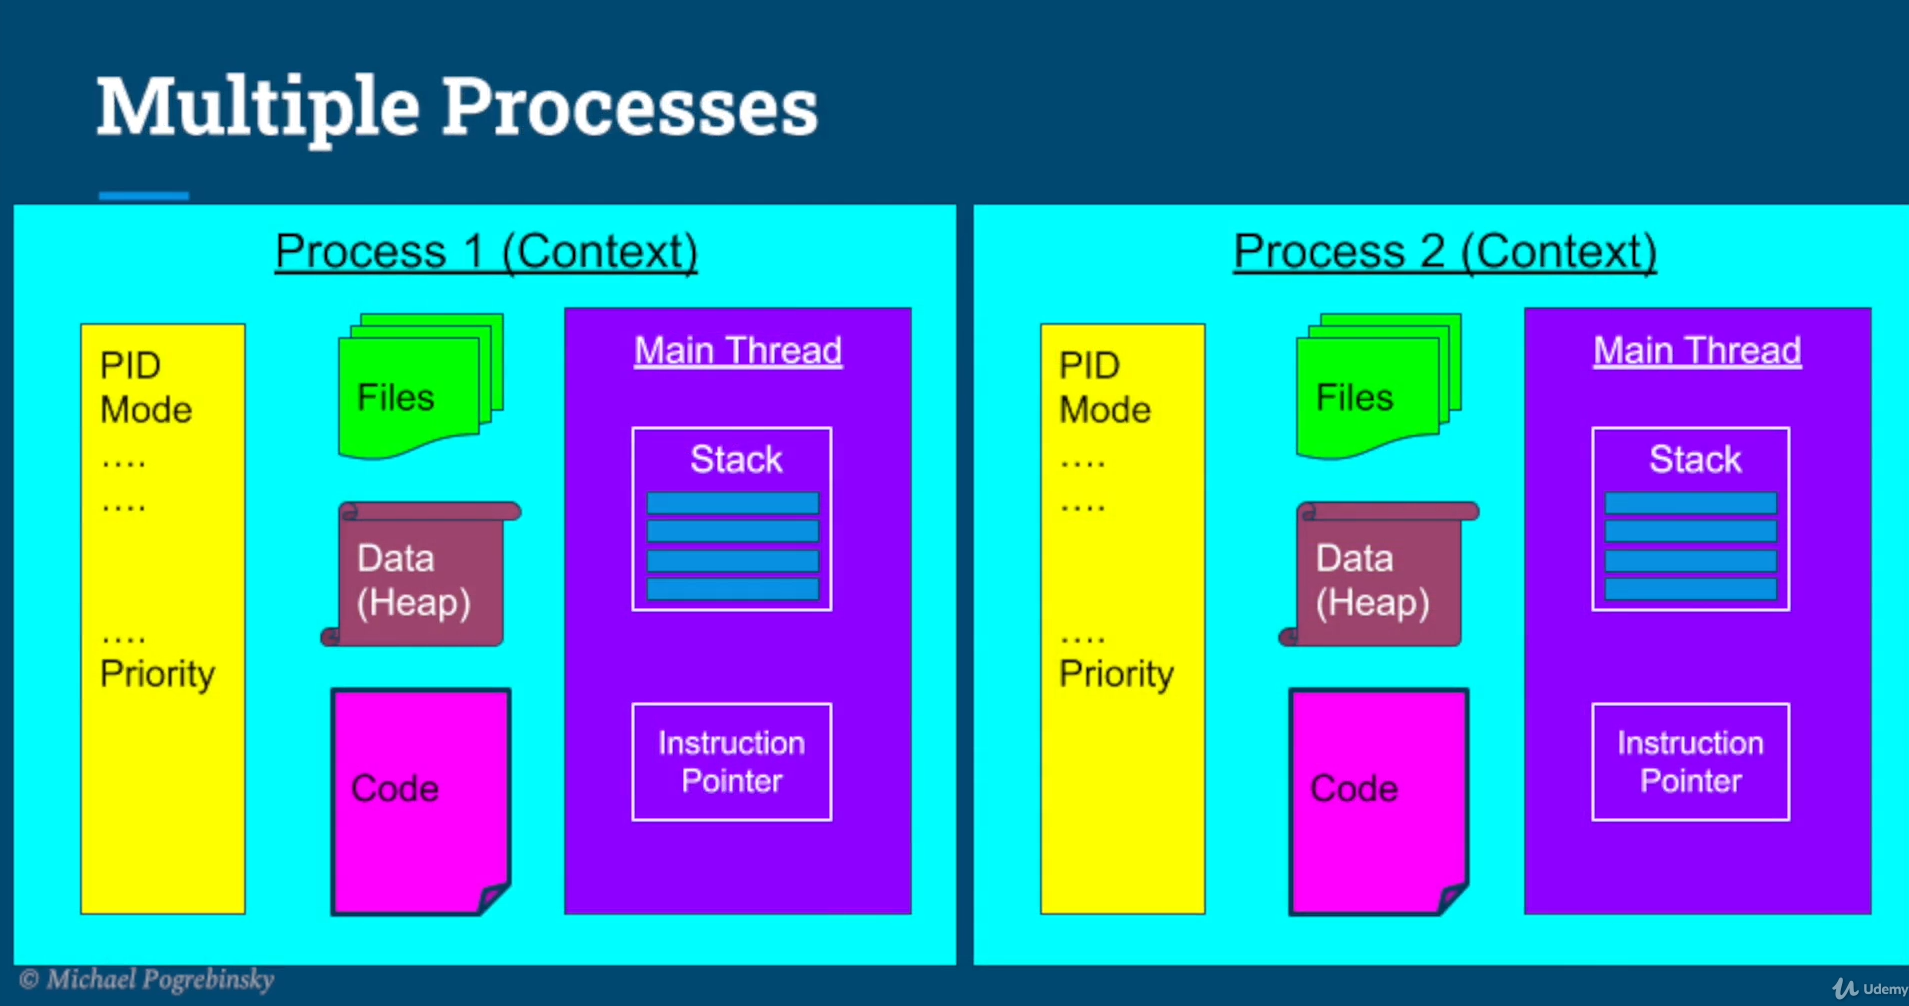 Multiple Processes
Process 1 (Context)
PID
Mode
....
....
....
Priority
Files
Data
(Heap)
Code
Main Thread
Stack
Instruction
Pointer
Process 2 (Context)
PID
Mode
....
....
....
Priority
Files
Data
(Heap)
Code
Main Thread
Stack
Instruction
Pointer
© Michael Pogrebinsky
Udemy